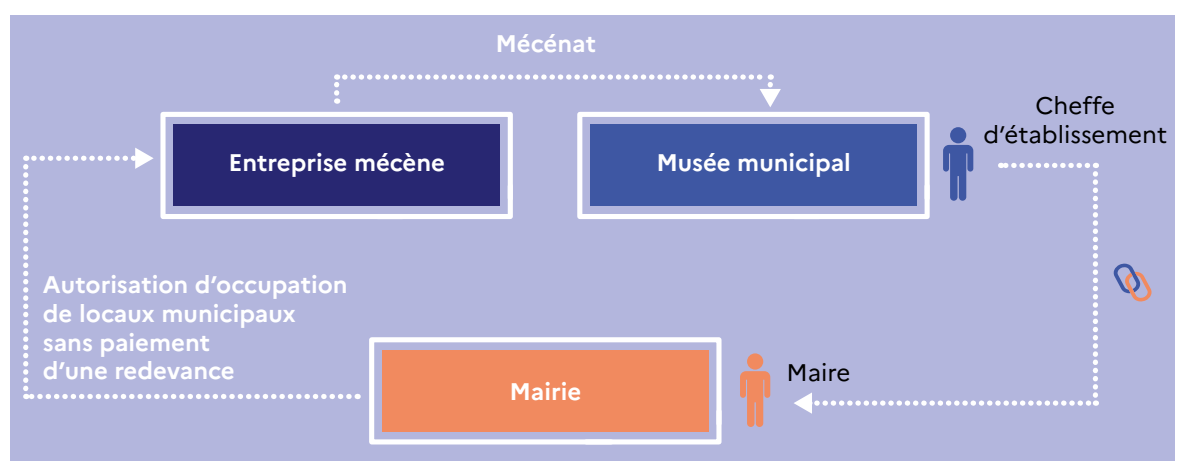 Mécénat
Entreprise mécène
Musée municipal
Cheffe
d’établissement
Autorisation d’occupation
de locaux municipaux
sans paiement
d’une redevance
Mairie
Maire